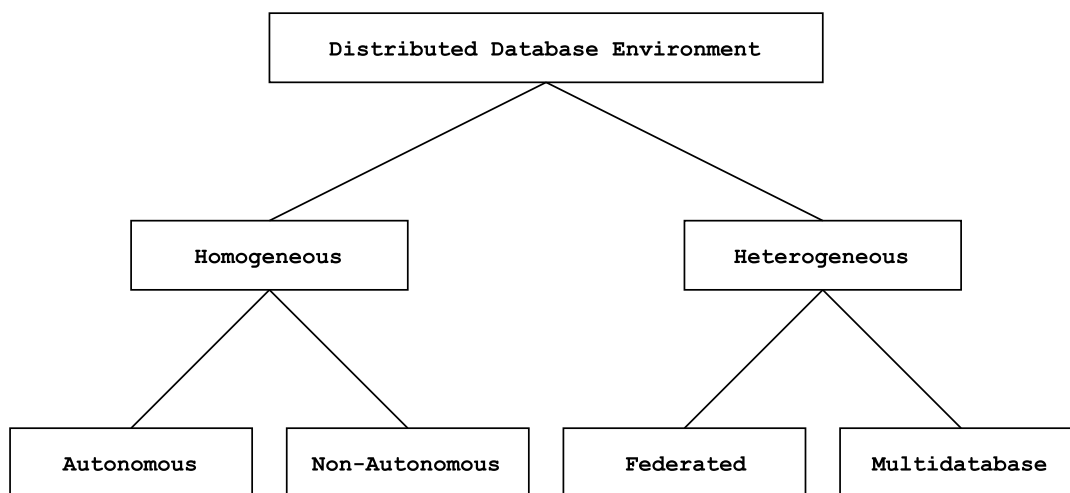 Distributed Database Environment
Homogeneous
Heterogeneous
Autonomous
Non-Autonomous
Federated
Multidatabase